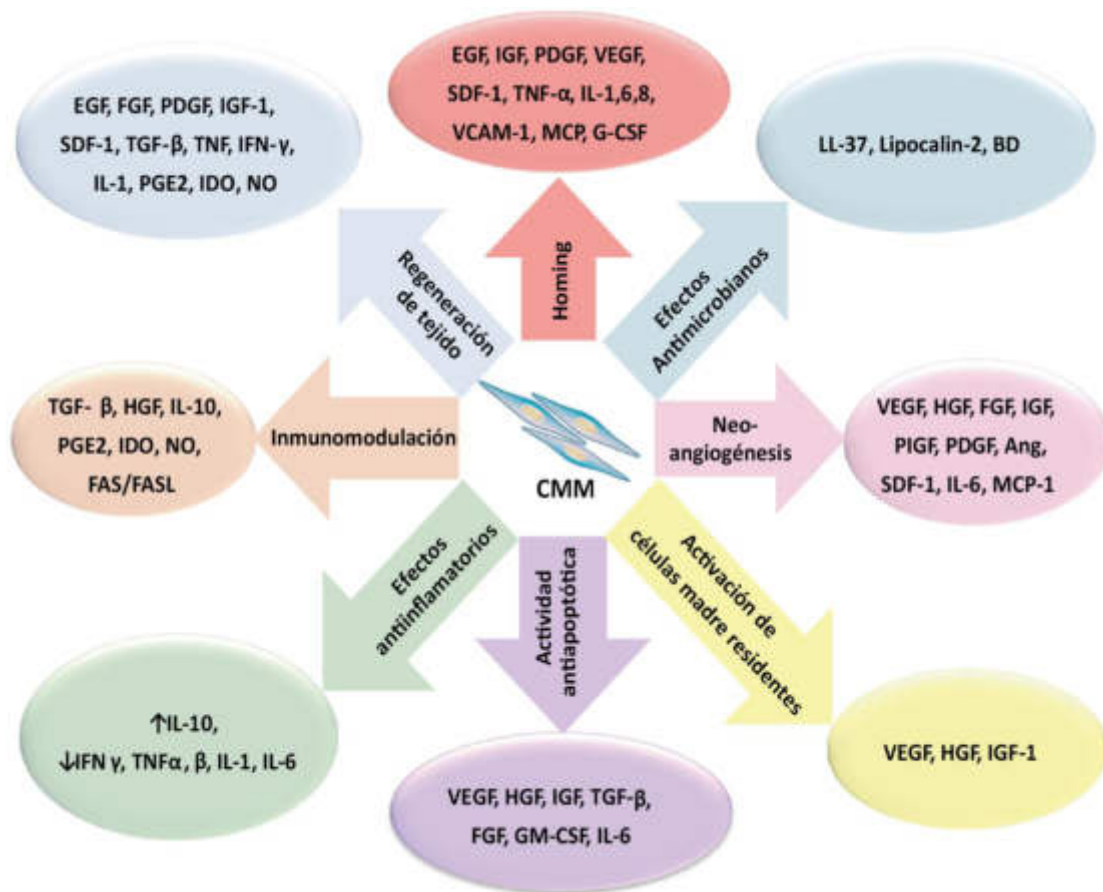 EGF, IGF, PDGF, VEGF,
SDF-1, TNF-α, IL-1,6,8,
VCAM-1, MCP, G-CSF
EGF, FGF, PDGF, IGF-1,
SDF-1, TGF-β, TNF, IFN-γ,
IL-1, PGE2, IDO, NO
LL-37, Lipocalin-2, BD
Regeneración
de tejido
Homing
Efectos
Antimicrobianos
TGF- β, HGF, IL-10,
PGE2, IDO, NO,
FAS/FASL
Inmunomodulación
CMM
Neo-
angiogénesis
VEGF, HGF, FGF, IGF,
PIGF, PDGF, Ang,
SDF-1, IL-6, MCP-1
Efectos
antiinflamatorios
Actividad
antiapoptótica
Activación de
células madre residentes
↑IL-10,
↓IFN γ, TNFα, β, IL-1, IL-6
VEGF, HGF, IGF, TGF-β,
FGF, GM-CSF, IL-6
VEGF, HGF, IGF-1